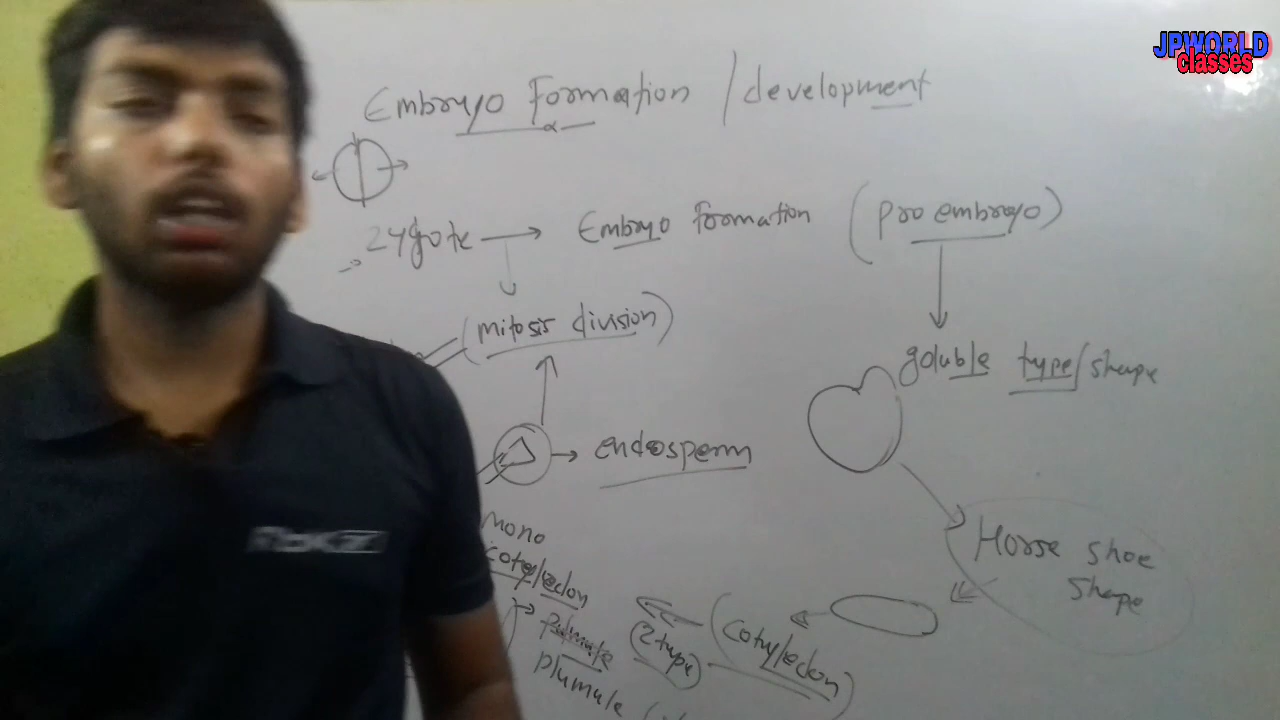 JPWORLD
classes
Embryo Formation / development
Zygote → Embryo Formation (pro embryo)
(mitosis division)
goluble type/shape
→ endosperm
Horse shoe
shape
mono
cotyledon
(cotyledon)
(2 type)
plumule